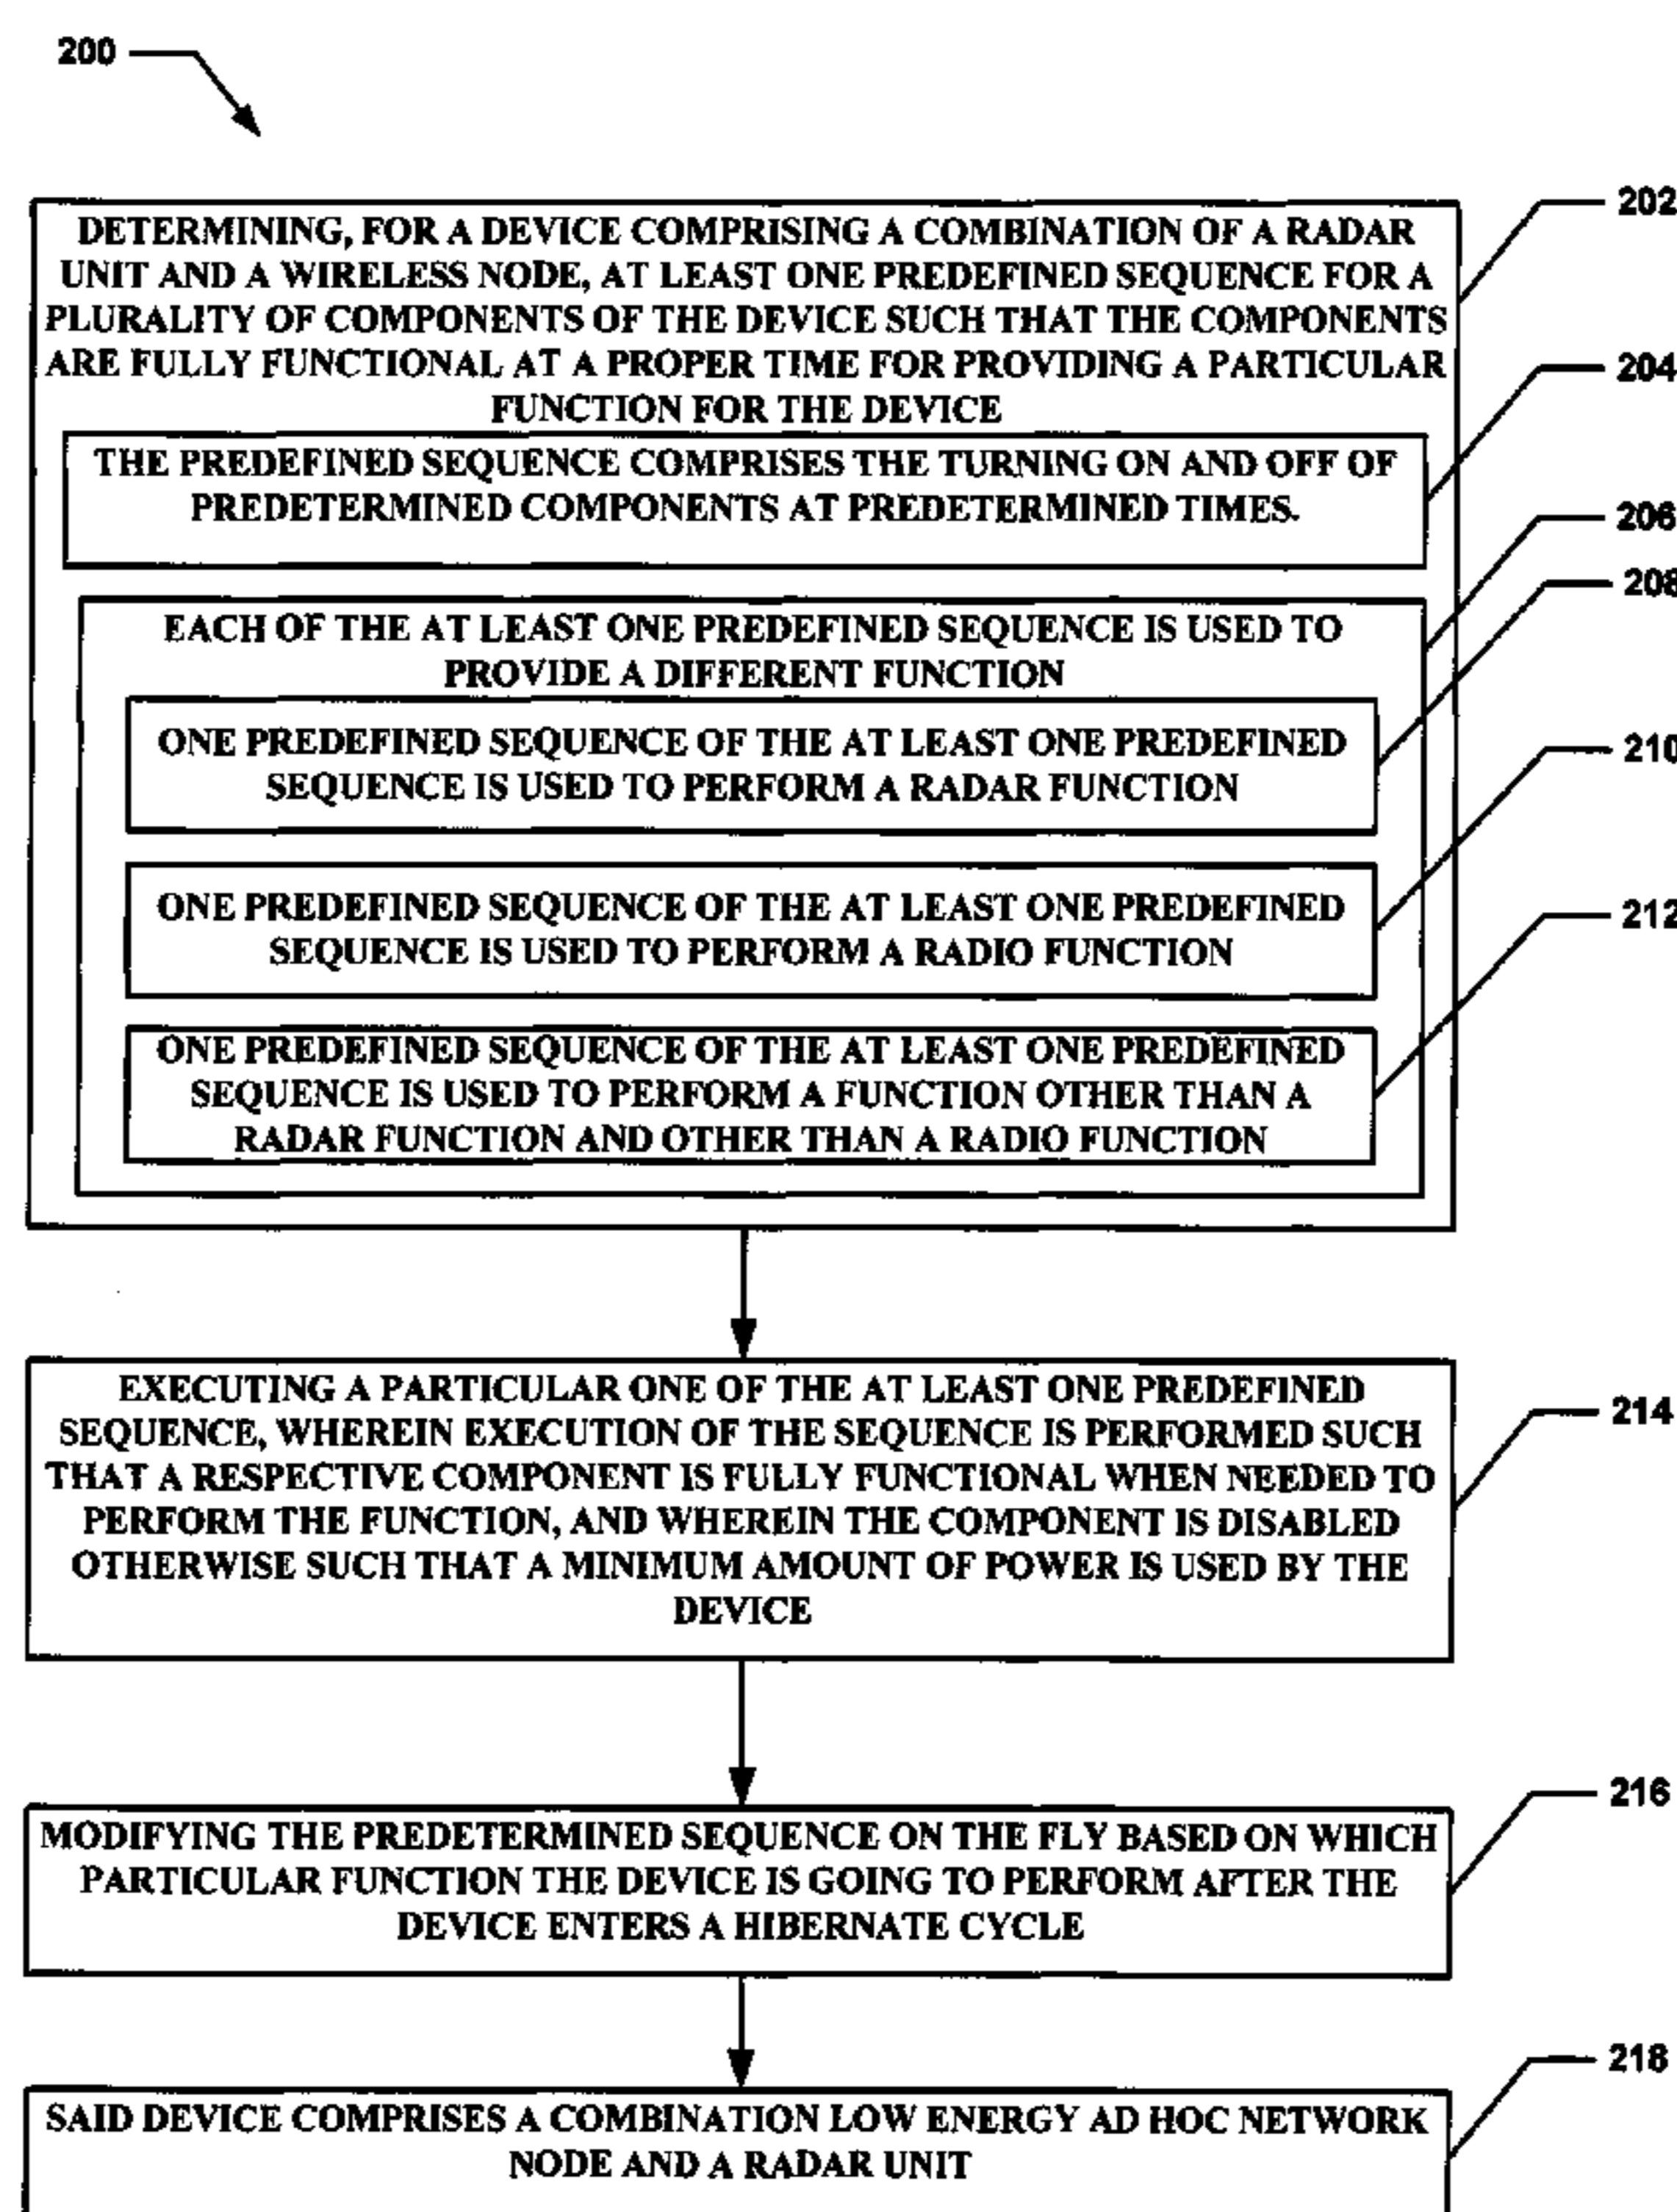 200
202
DETERMINING, FOR A DEVICE COMPRISING A COMBINATION OF A RADAR
UNIT AND A WIRELESS NODE, AT LEAST ONE PREDEFINED SEQUENCE FOR A
PLURALITY OF COMPONENTS OF THE DEVICE SUCH THAT THE COMPONENTS
ARE FULLY FUNCTIONAL AT A PROPER TIME FOR PROVIDING A PARTICULAR
FUNCTION FOR THE DEVICE
204
THE PREDEFINED SEQUENCE COMPRISES THE TURNING ON AND OFF OF
PREDETERMINED COMPONENTS AT PREDETERMINED TIMES.
206
EACH OF THE AT LEAST ONE PREDEFINED SEQUENCE IS USED TO
PROVIDE A DIFFERENT FUNCTION
208
ONE PREDEFINED SEQUENCE OF THE AT LEAST ONE PREDEFINED
SEQUENCE IS USED TO PERFORM A RADAR FUNCTION
210
ONE PREDEFINED SEQUENCE OF THE AT LEAST ONE PREDEFINED
SEQUENCE IS USED TO PERFORM A RADIO FUNCTION
212
ONE PREDEFINED SEQUENCE OF THE AT LEAST ONE PREDEFINED
SEQUENCE IS USED TO PERFORM A FUNCTION OTHER THAN A
RADAR FUNCTION AND OTHER THAN A RADIO FUNCTION
214
EXECUTING A PARTICULAR ONE OF THE AT LEAST ONE PREDEFINED
SEQUENCE, WHEREIN EXECUTION OF THE SEQUENCE IS PERFORMED SUCH
THAT A RESPECTIVE COMPONENT IS FULLY FUNCTIONAL WHEN NEEDED TO
PERFORM THE FUNCTION, AND WHEREIN THE COMPONENT IS DISABLED
OTHERWISE SUCH THAT A MINIMUM AMOUNT OF POWER IS USED BY THE
DEVICE
216
MODIFYING THE PREDETERMINED SEQUENCE ON THE FLY BASED ON WHICH
PARTICULAR FUNCTION THE DEVICE IS GOING TO PERFORM AFTER THE
DEVICE ENTERS A HIBERNATE CYCLE
218
SAID DEVICE COMPRISES A COMBINATION LOW ENERGY AD HOC NETWORK
NODE AND A RADAR UNIT